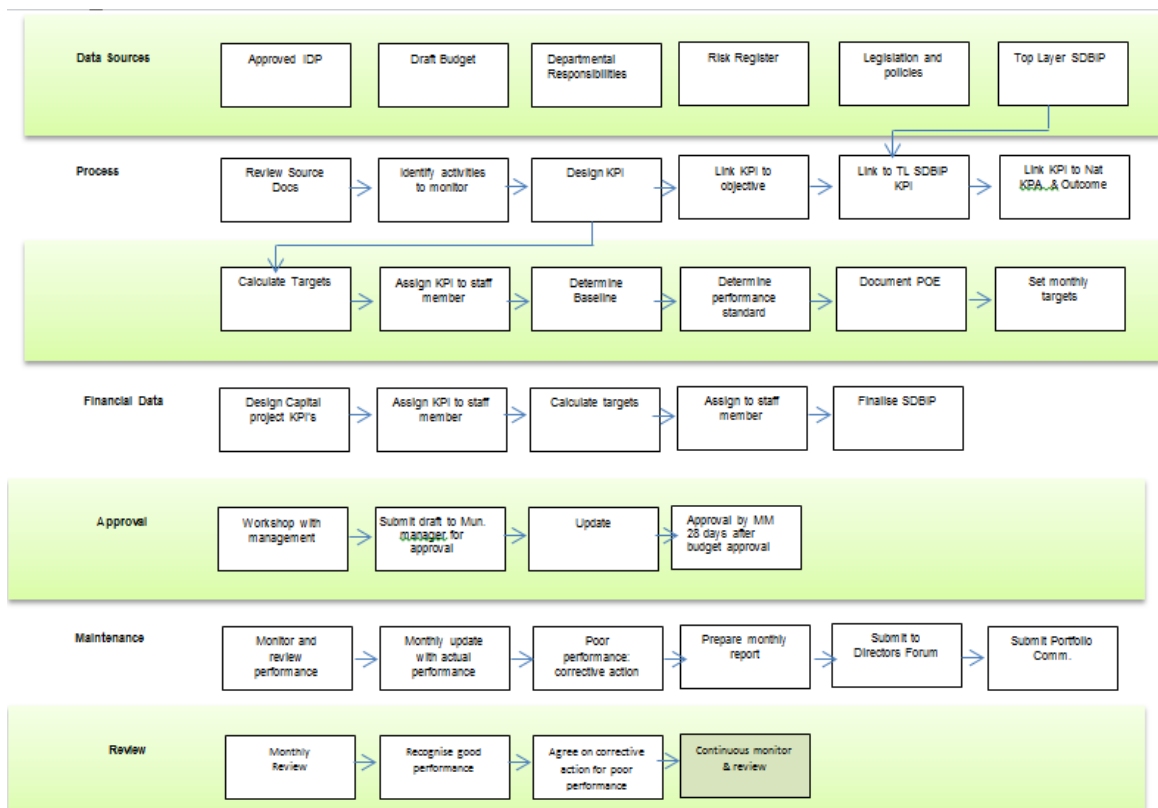 Data Sources
Approved IDP
Draft Budget
Departmental
Responsibilities
Risk Register
Legislation and
policies
Top Layer SDBIP
Process
Review Source
Docs
Identify activities
to monitor
Design KPI
Link KPI to
objective
Link to TL SDBIP
KPI
Link KPI to Nat
KPA & Outcome
Calculate Targets
Assign KPI to staff
member
Determine
Baseline
Determine
performance
standard
Document POE
Set monthly
targets
Financial Data
Design Capital
project KPI's
Assign KPI to staff
member
Calculate targets
Assign to staff
member
Finalise SDBIP
Approval
Workshop with
management
Submit draft to Mun.
manager for
approval
Update
Approval by MM
28 days after
budget approval
Maintenance
Monitor and
review
performance
Monthly update
with actual
performance
Poor
performance:
corrective action
Prepare monthly
report
Submit to
Directors Forum
Submit Portfolio
Comm.
Review
Monthly
Review
Recognise good
performance
Agree on corrective
action for poor
performance
Continuous monitor
& review